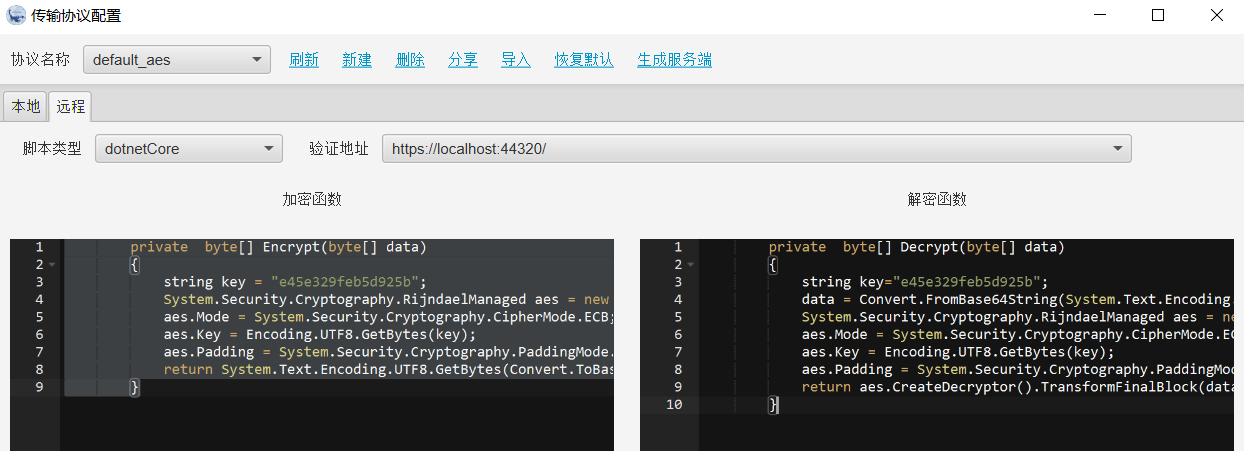 传输协议配置
协议名称 default_aes 刷新 新建 删除 分享 导入 恢复默认 生成服务端
本地 远程
脚本类型 dotnetCore 验证地址 https://localhost:44320/
加密函数 解密函数
1 private byte[] Encrypt(byte[] data)
2 {
3 string key = "e45e329feb5d925b";
4 System.Security.Cryptography.RijndaelManaged aes = new
5 aes.Mode = System.Security.Cryptography.CipherMode.ECB;
6 aes.Key = Encoding.UTF8.GetBytes(key);
7 aes.Padding = System.Security.Cryptography.PaddingMode.
8 return System.Text.Encoding.UTF8.GetBytes(Convert.ToBas
9 }
1 private byte[] Decrypt(byte[] data)
2 {
3 string key="e45e329feb5d925b";
4 data = Convert.FromBase64String(System.Text.Encoding.
5 System.Security.Cryptography.RijndaelManaged aes = ne
6 aes.Mode = System.Security.Cryptography.CipherMode.EC
7 aes.Key = Encoding.UTF8.GetBytes(key);
8 aes.Padding = System.Security.Cryptography.PaddingMod
9 return aes.CreateDecryptor().TransformFinalBlock(data
10 }